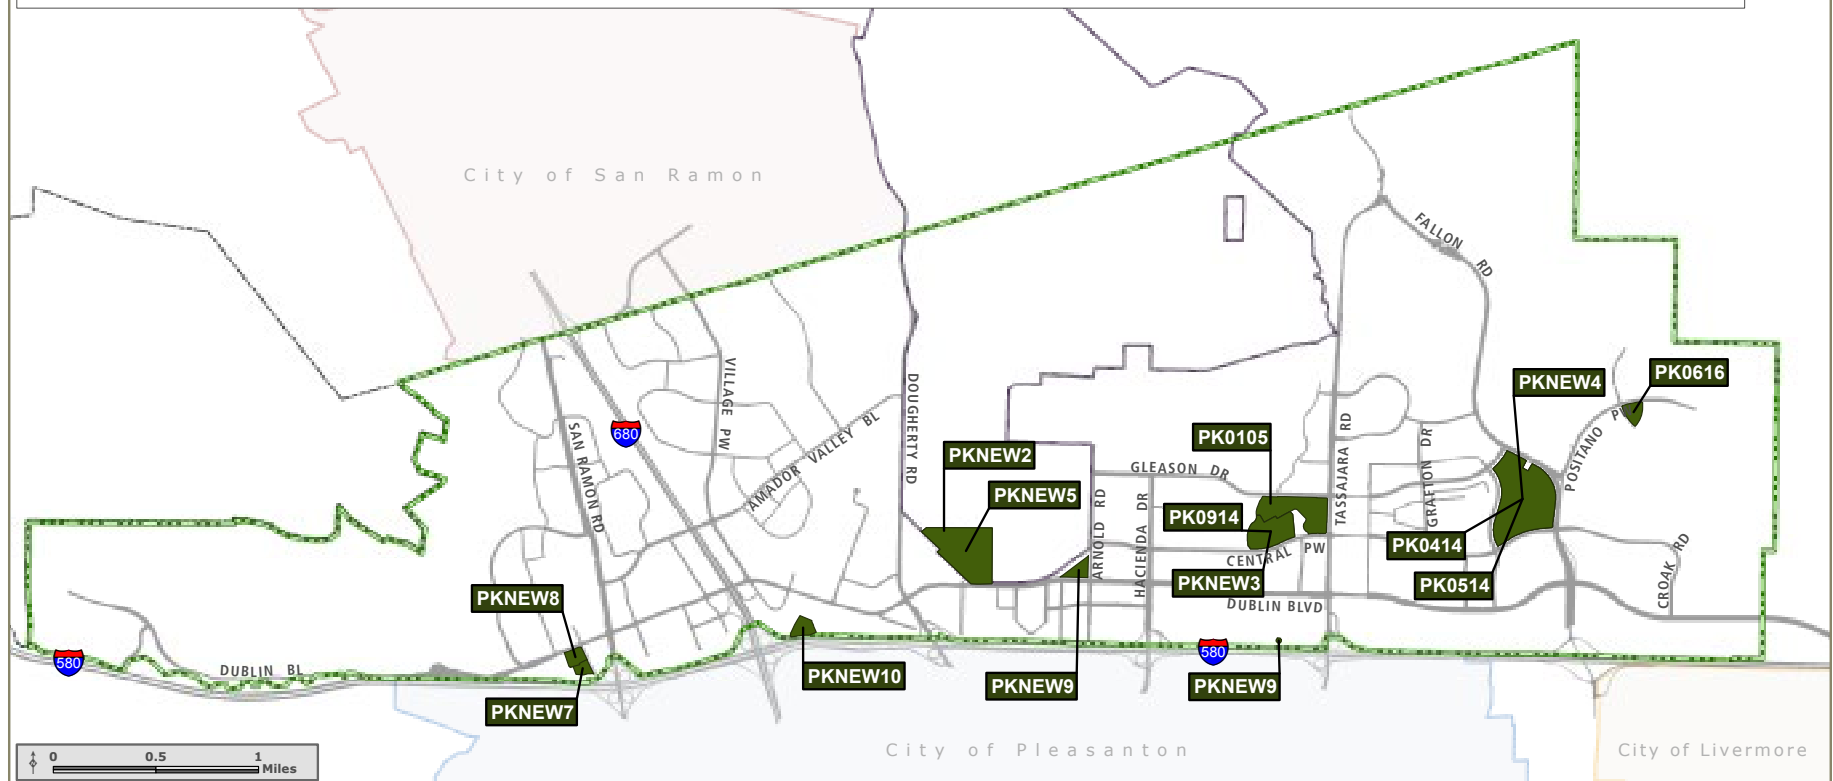 City of San Ramon
FALLON RD
VILLAGE PW
DOUGHERTY RD
SAN RAMON RD
680
AMADOR VALLEY BL
PKNEW4
PK0616
POSITANO P
PK0105
TASSAJARA RD
GRAFTON DR
PKNEW2
GLEASON DR
PKNEW5
ARNOLD RD
HACIENDA DR
PK0914
CENTRAL PW
PK0414
PKNEW3
PK0514
CROAK RD
DUBLIN BLVD
PKNEW8
580
DUBLIN BL
580
PKNEW10
PKNEW9
PKNEW9
PKNEW7
City of Pleasanton
City of Livermore
0 0.5 1
Miles